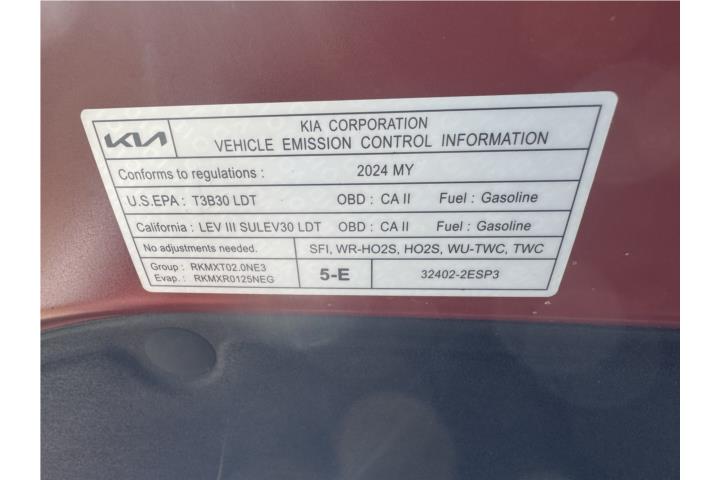 KIA
KIA CORPORATION
VEHICLE EMISSION CONTROL INFORMATION
Conforms to regulations : 2024 MY
U.S.EPA : T3B30 LDT OBD : CA II Fuel : Gasoline
California : LEV III SULEV30 LDT OBD : CA II Fuel : Gasoline
No adjustments needed. SFI, WR-HO2S, HO2S, WU-TWC, TWC
Group : RKMXT02.0NE3
Evap. : RKMXR0125NEG
5-E
32402-2ESP3